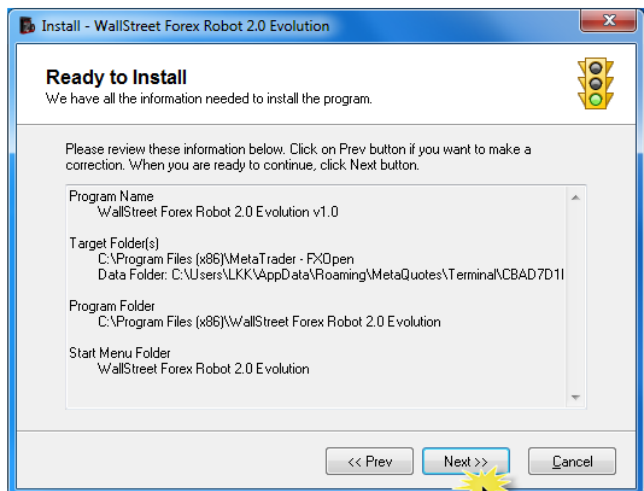 Install - WallStreet Forex Robot 2.0 Evolution
Ready to Install
We have all the information needed to install the program.
Please review these information below. Click on Prev button if you want to make a
correction. When you are ready to continue, click Next button.
Program Name
WallStreet Forex Robot 2.0 Evolution v1.0
Target Folder(s)
C:\Program Files (x86)\MetaTrader - FXOpen
Data Folder: C:\Users\LKK\AppData\Roaming\MetaQuotes\Terminal\CBAD7D1
Program Folder
C:\Program Files (x86)\WallStreet Forex Robot 2.0 Evolution
Start Menu Folder
WallStreet Forex Robot 2.0 Evolution
<< Prev
Next >>
Cancel